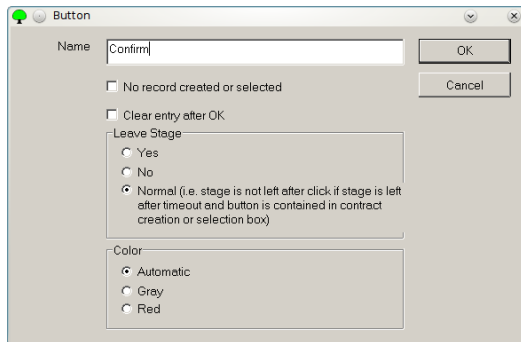 Button
Name
Confirm
OK
Cancel
No record created or selected
Clear entry after OK
Leave Stage
Yes
No
Normal (i.e. stage is not left after click if stage is left
after timeout and button is contained in contract
creation or selection box)
Color
Automatic
Gray
Red